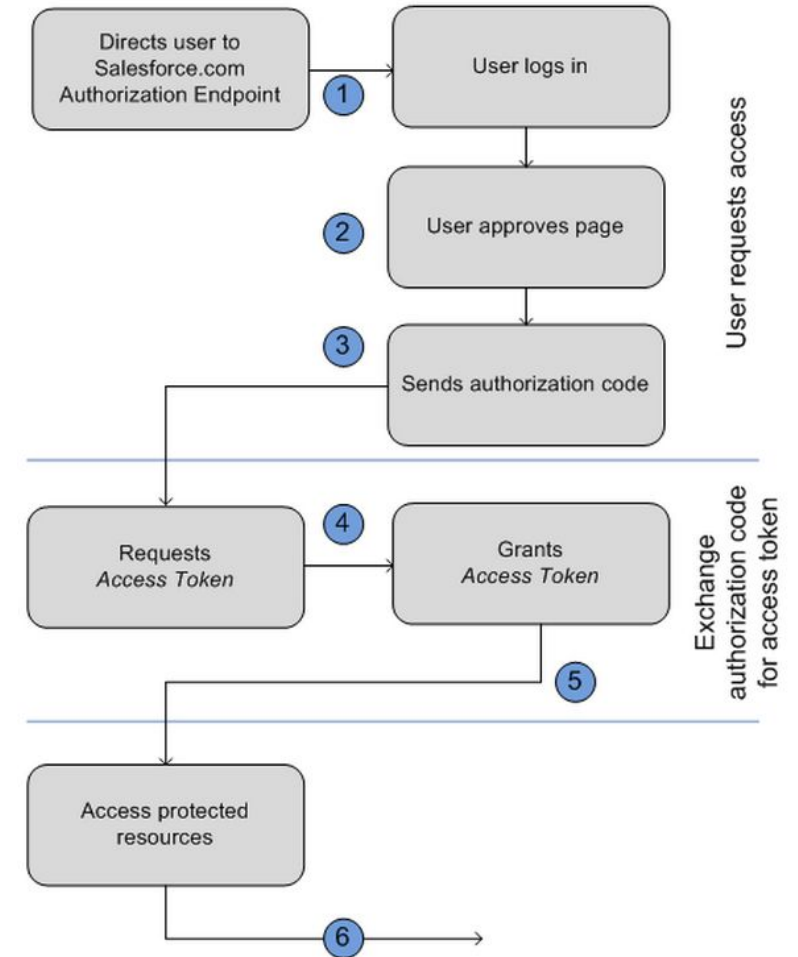 Directs user to
Salesforce.com
Authorization Endpoint
1
User logs in
2
User approves page
3
Sends authorization code
User requests access
Requests
Access Token
4
Grants
Access Token
5
Exchange
authorization code
for access token
Access protected
resources
6